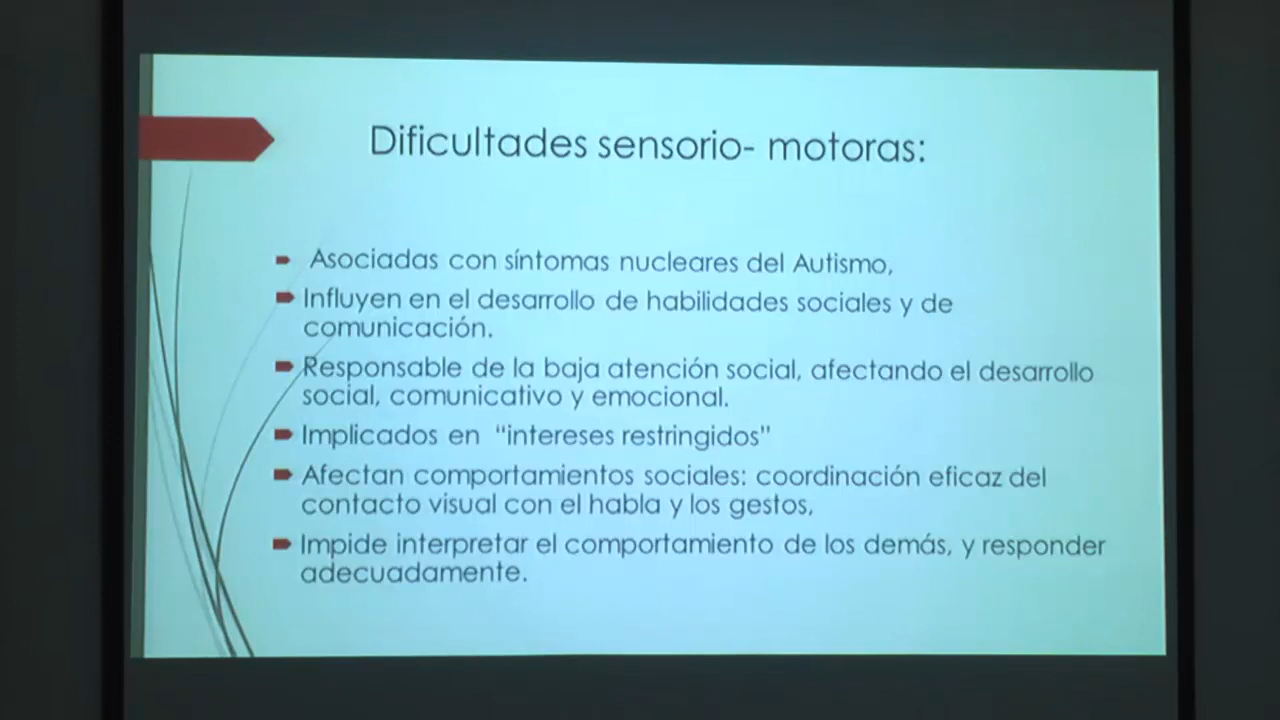 Dificultades sensorio- motoras:
Asociadas con síntomas nucleares del Autismo,
Influyen en el desarrollo de habilidades sociales y de
comunicación.
Responsable de la baja atención social, afectando el desarrollo
social, comunicativo y emocional.
Implicados en "intereses restringidos"
Afectan comportamientos sociales: coordinación eficaz del
contacto visual con el habla y los gestos,
Impide interpretar el comportamiento de los demás, y responder
adecuadamente.